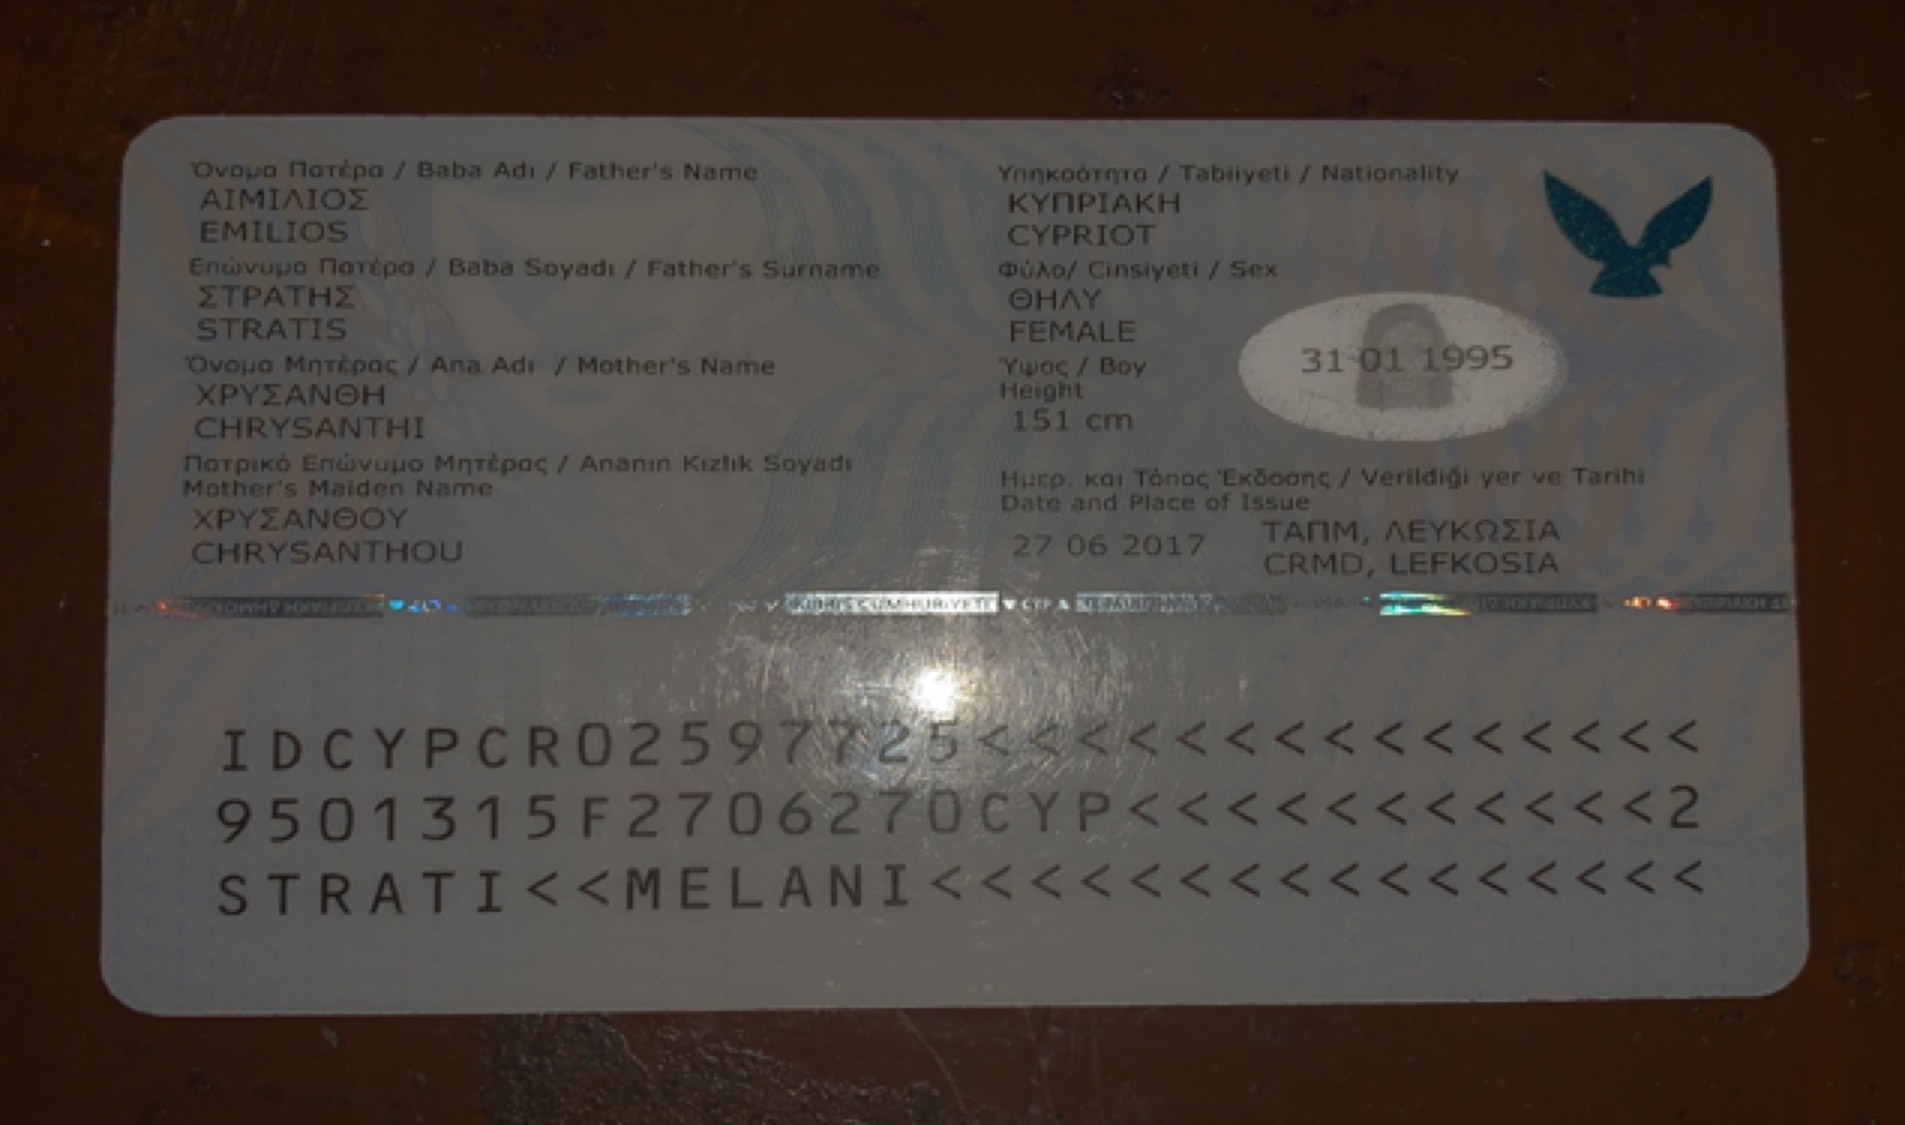 Όνομα Πατέρα / Baba Adı / Father's Name
ΑΙΜΙΛΙΟΣ
EMILIOS
Επώνυμο Πατέρα / Baba Soyadı / Father's Surname
ΣΤΡΑΤΗΣ
STRATIS
Όνομα Μητέρας / Ana Adı / Mother's Name
ΧΡΥΣΑΝΘΗ
CHRYSANTHI
Πατρικό Επώνυμο Μητέρας / Ananın Kızlık Soyadı
Mother's Maiden Name
ΧΡΥΣΑΝΘΟΥ
CHRYSANTHOU
Υπηκοότητα / Tabiiyeti / Nationality
ΚΥΠΡΙΑΚΗ
CYPRIOT
Φύλο/ Cinsiyeti / Sex
ΘΗΛΥ
FEMALE
Ύψος / Boy
Height
151 cm
31 01 1995
Ημερ. και Τόπος Έκδοσης / Verildiği yer ve Tarihi
Date and Place of Issue
27 06 2017
ΤΑΠΜ, ΛΕΥΚΩΣΙΑ
CRMD, LEFKOSIA
IDCYPCR02597725<<<<<<<<<<<<<<<
9501315F2706270CYP<<<<<<<<<<<2
STRATI<<MELANI<<<<<<<<<<<<<<<<